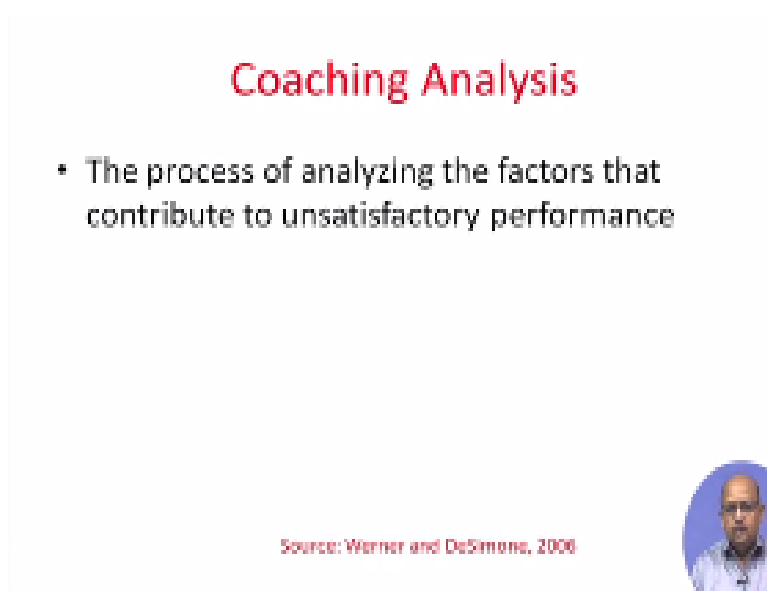 Coaching Analysis
• The process of analyzing the factors that
contribute to unsatisfactory performance
Source: Werner and DeSimone, 2006